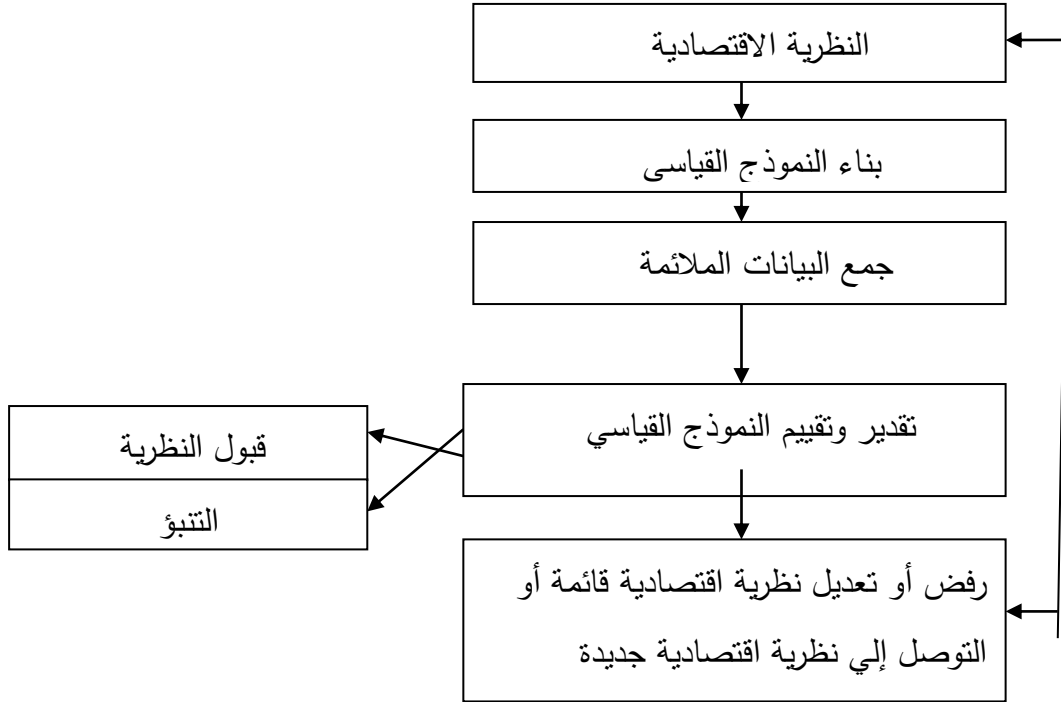 النظرية الاقتصادية
بناء النموذج القياسى
جمع البيانات الملائمة
تقدير وتقييم النموذج القياسي
قبول النظرية
التنبؤ
رفض أو تعديل نظرية اقتصادية قائمة أو
التوصل إلي نظرية اقتصادية جديدة